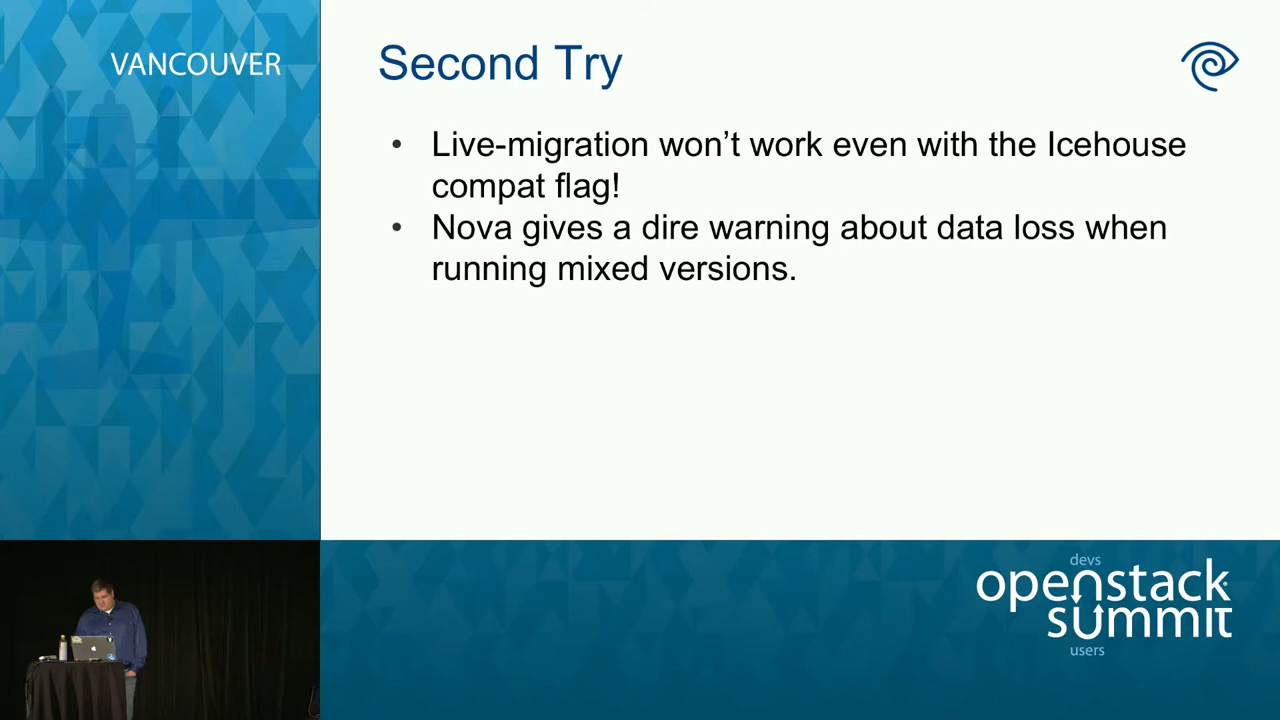 VANCOUVER
Second Try
• Live-migration won’t work even with the Icehouse
compat flag!
• Nova gives a dire warning about data loss when
running mixed versions.
devs
openstack
summit
users